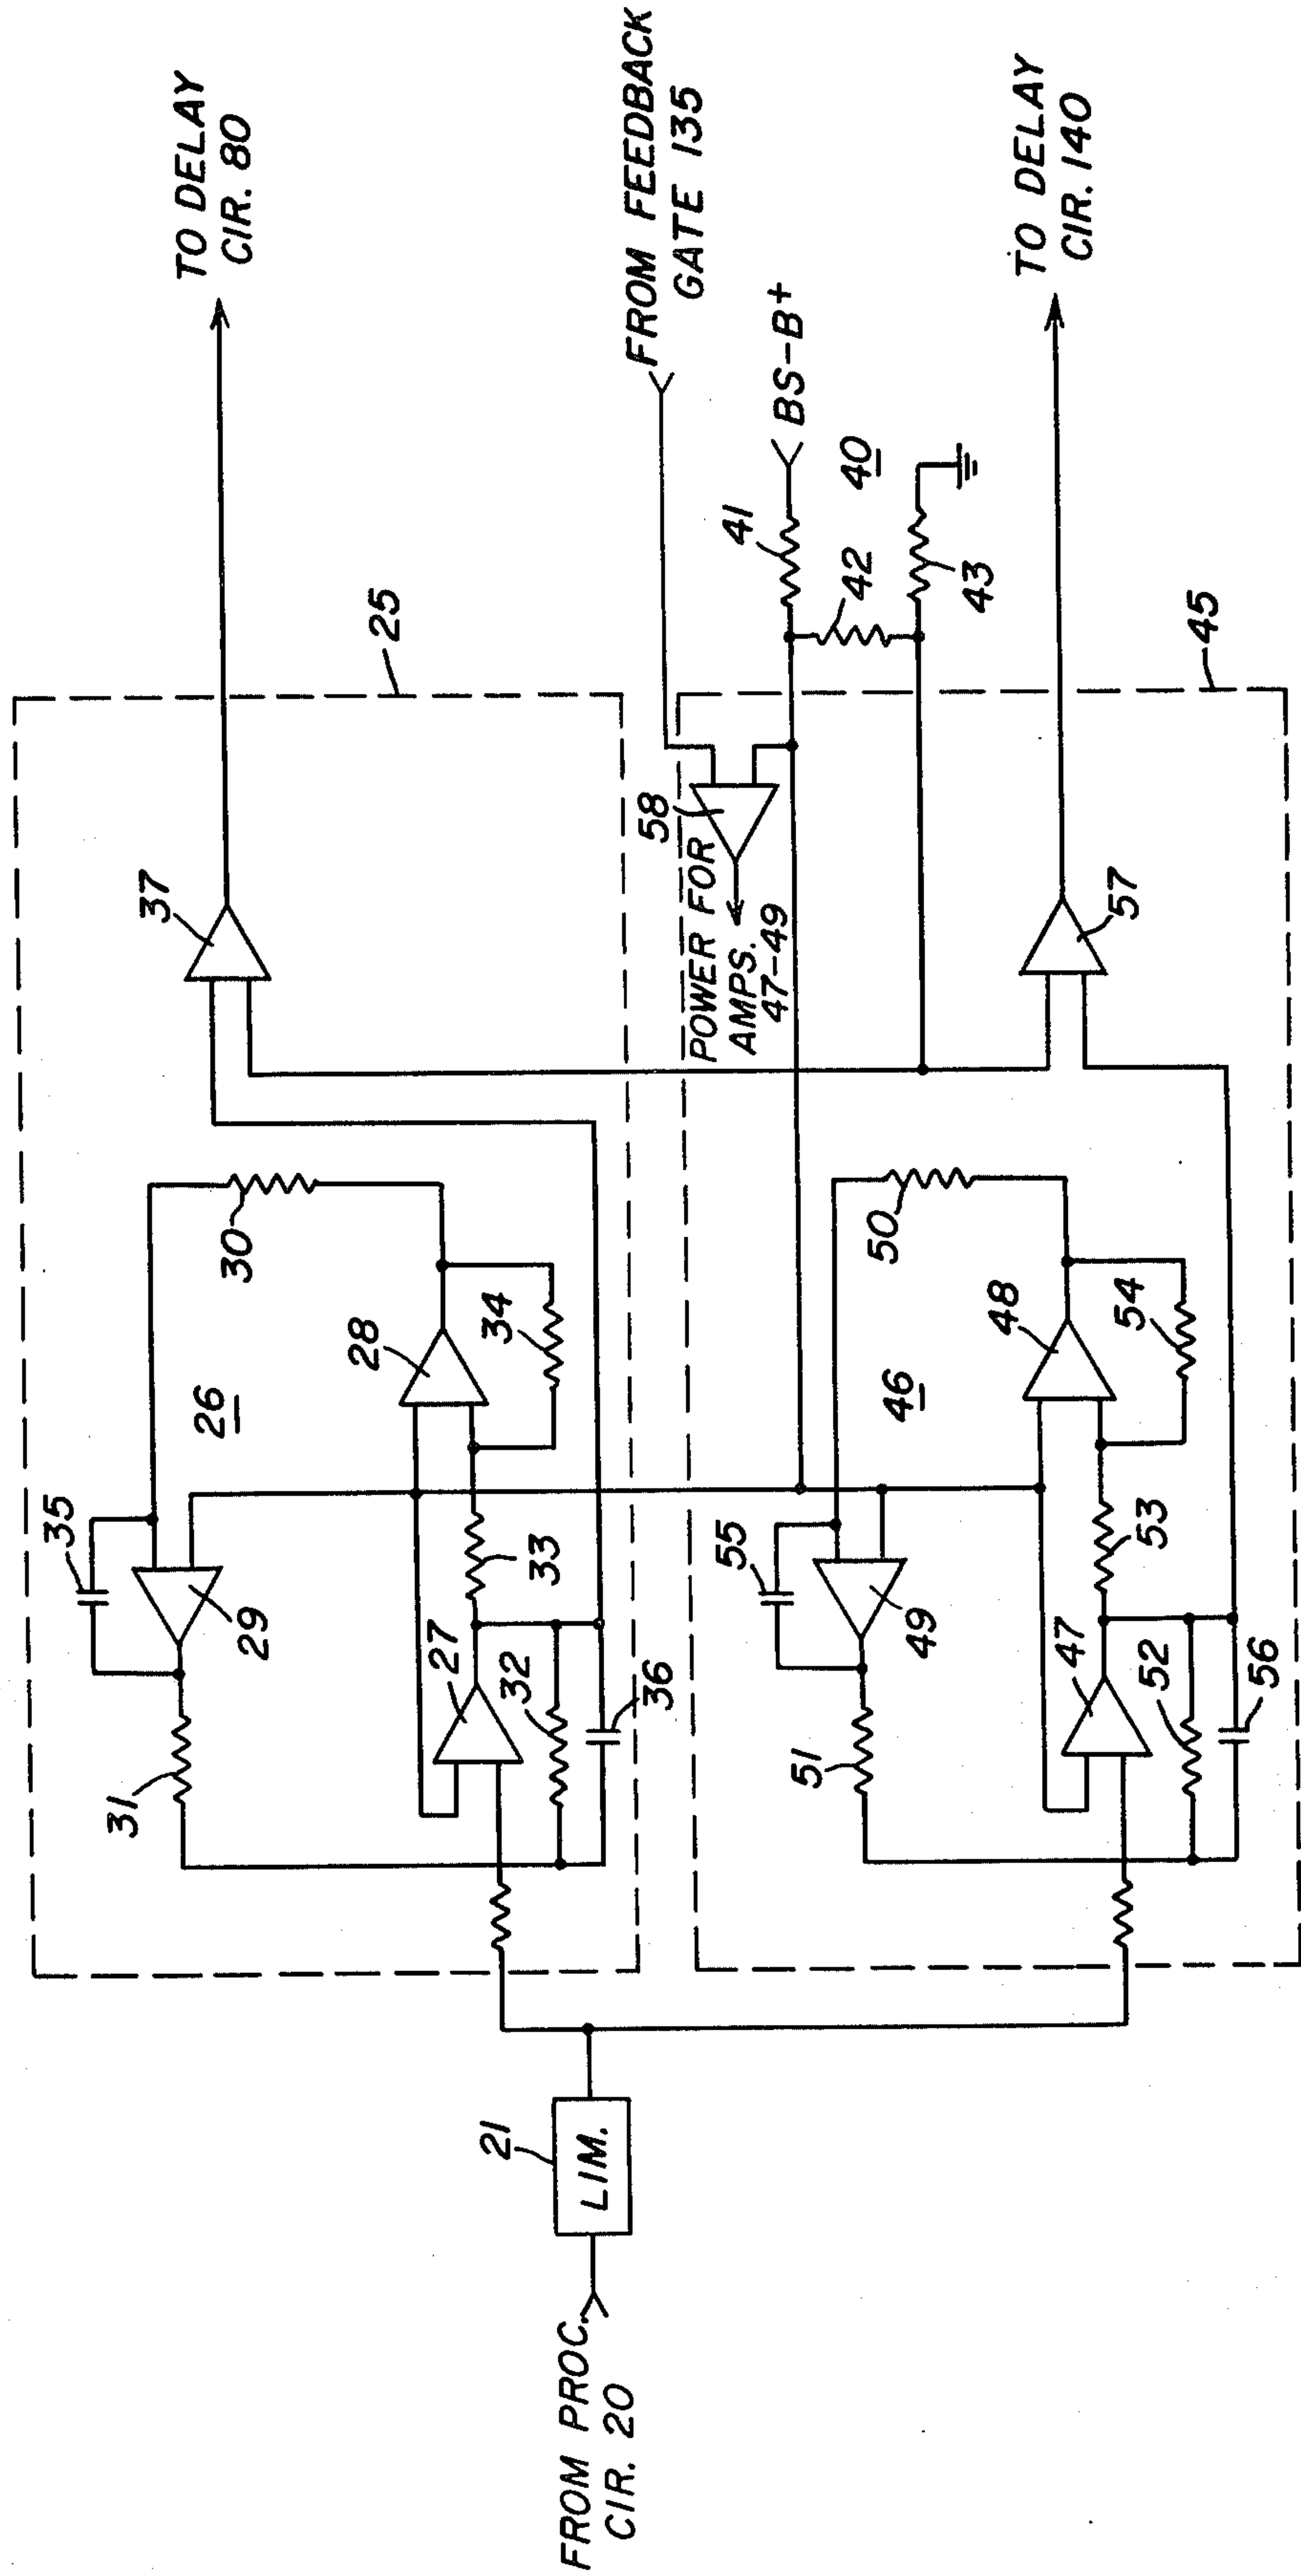 TO DELAY
CIR. 80
25
37
30
28
34
26
35
33
29
27
32
36
31
FROM FEEDBACK
GATE 135
BS-B+
41
40
42
43
58
POWER FOR
AMPS.
47-49
TO DELAY
CIR. 140
45
57
50
48
54
46
55
53
49
47
52
56
51
21
LIM.
FROM PROC.
CIR. 20